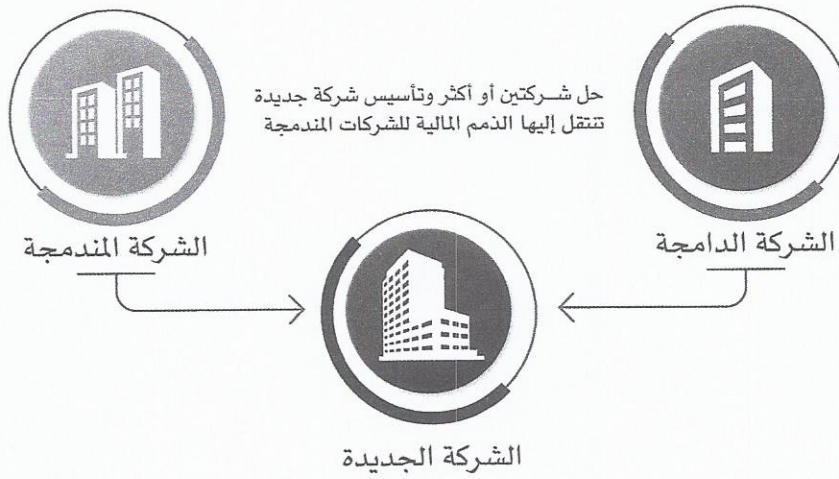 حل شركتين أو أكثر وتأسيس شركة جديدة
تنتقل إليها الذمم المالية للشركات المندمجة
الشركة الدامجة
الشركة المندمجة
الشركة الجديدة